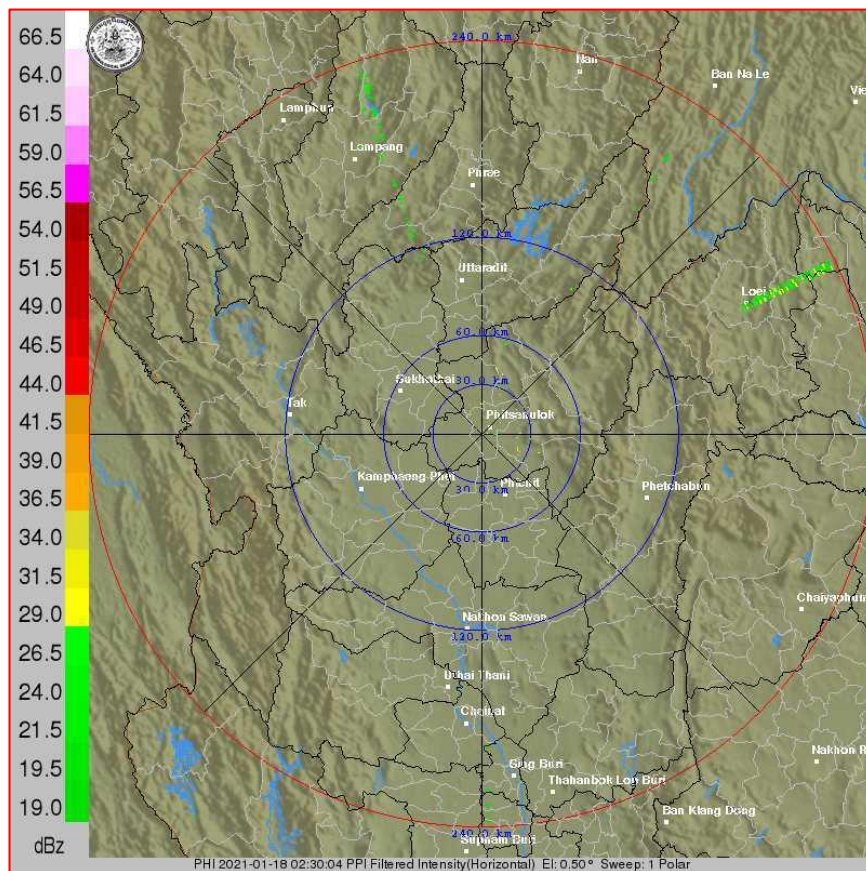 66.5
64.0
61.5
59.0
56.5
54.0
51.5
49.0
46.5
44.0
41.5
39.0
36.5
34.0
31.5
29.0
26.5
24.0
21.5
19.5
19.0
dBz
240.0 km
Nan
Ban Na Le
Vie
Lamphun
Lampang
Phrae
120.0 km
Uttaradit
Loei
60.0 km
30.0 km
Sukhothai
Tak
Phitsanulok
Kamphaeng-Phet
Phichit
30.0 km
Phetchabun
60.0 km
Chaiyaphum
Nakhon Sawan
120.0 km
Uthai Thani
Chainat
Nakhon R
Sing Buri
Thahanbok Lop Buri
Ban Klang Dong
240.0 km
Suphan Buri
PHI 2021-01-18 02:30:04 PPI Filtered Intensity(Horizontal) El: 0.50° Sweep: 1 Polar